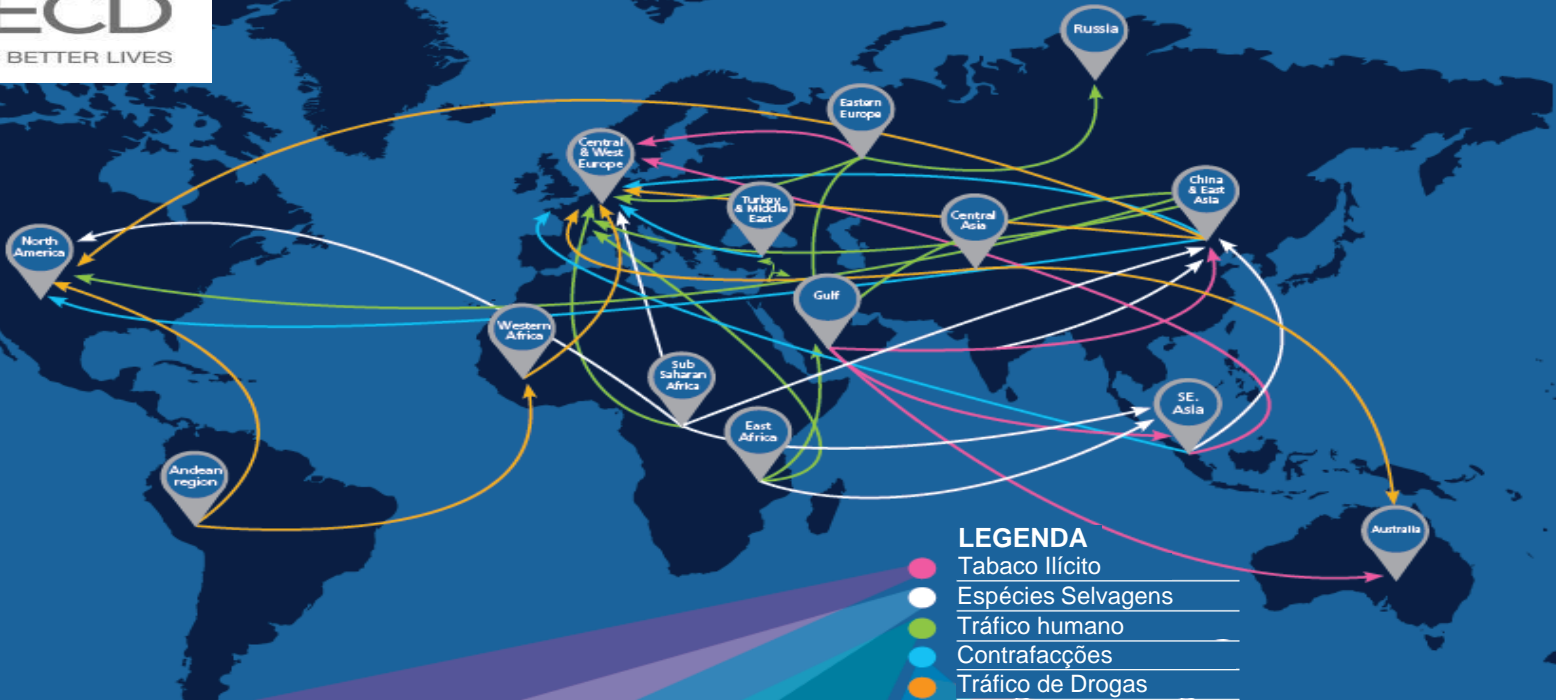 ECD
BETTER LIVES
Russia
Eastern
Europe
Central
& West
Europe
China
& East
Asia
Turkey
& Middle
East
Central
Asia
North
America
Gulf
Western
Africa
Sub
Saharan
Africa
SE.
Asia
East
Africa
Andean
region
Australia
LEGENDA
Tabaco Ilícito
Espécies Selvagens
Tráfico humano
Contrafacções
Tráfico de Drogas